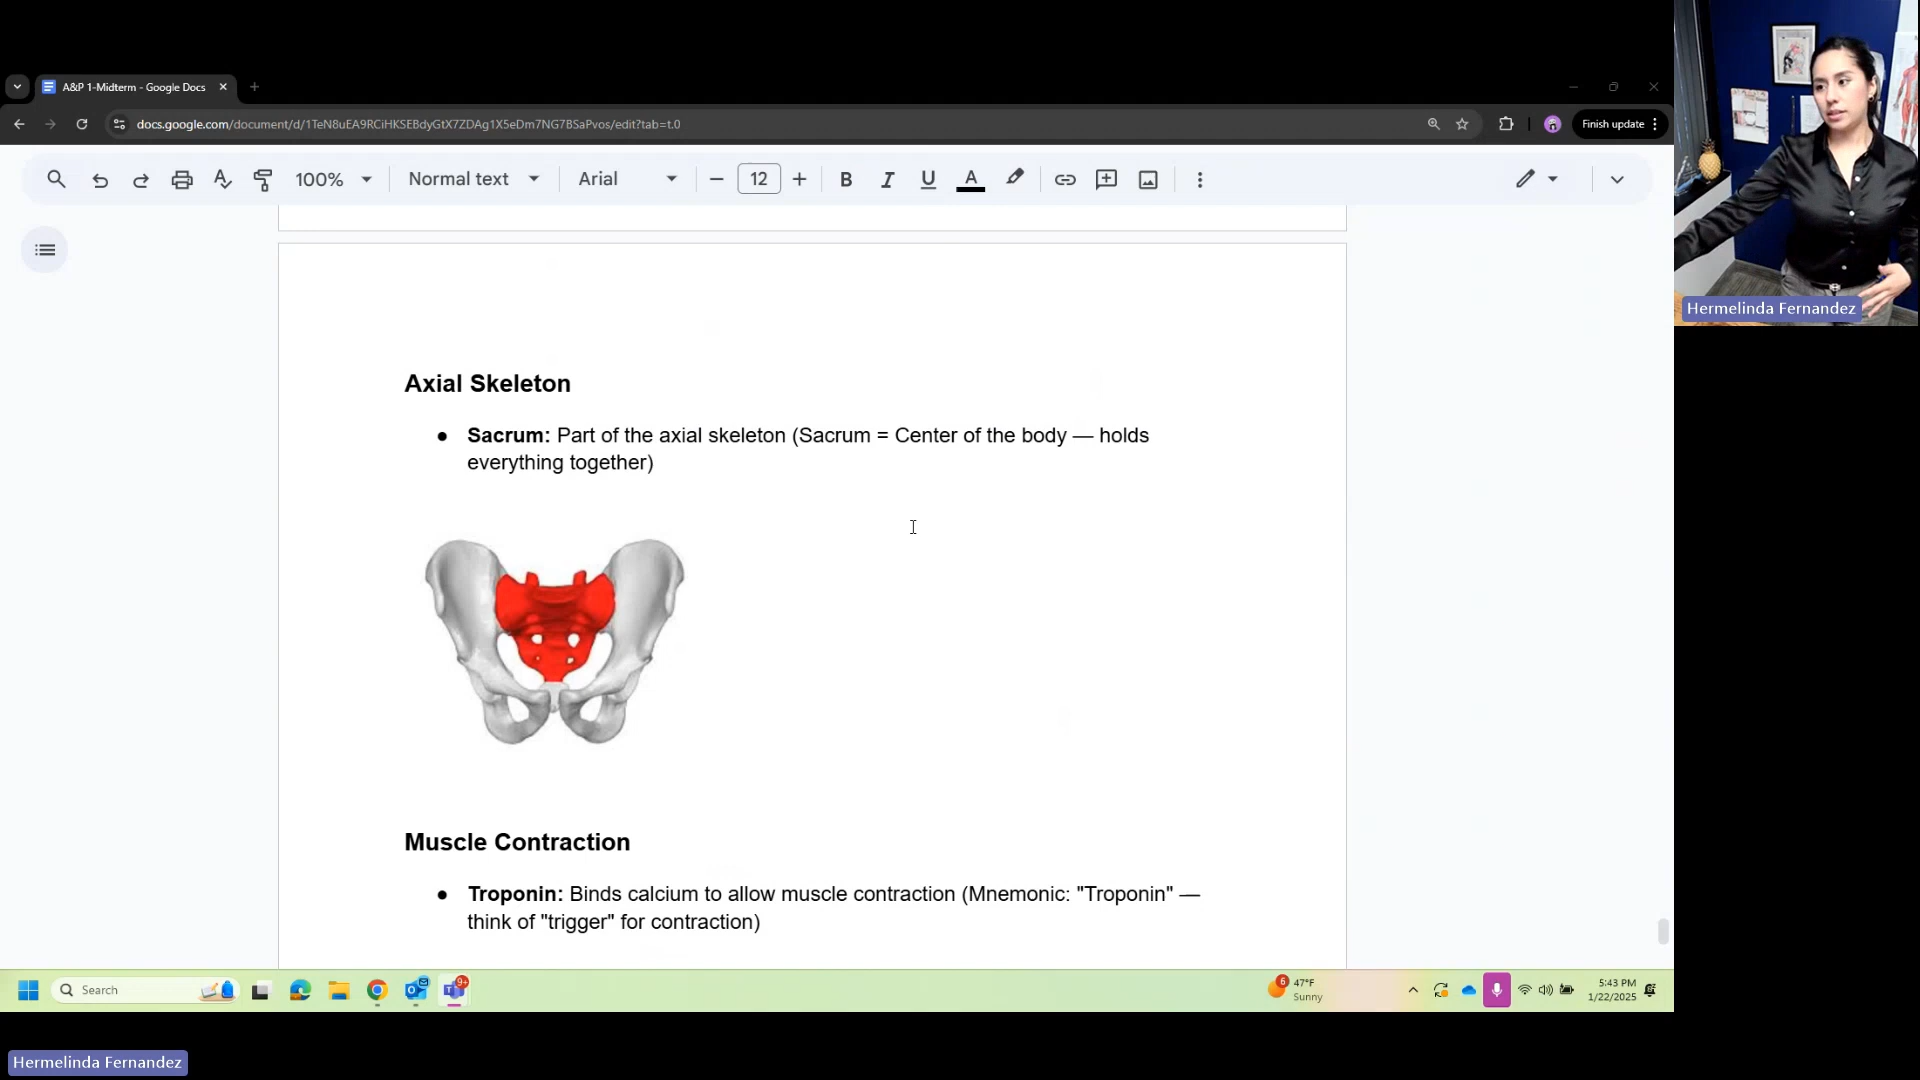 A&P 1-Midterm - Google Docs
docs.google.com/document/d/1TeN8uEA9RCiHKSEBdyGtX7ZDAg1X5eDm7NG7BSaPvos/edit?tab=t.0
Finish update
100%
Normal text
Arial
12
B I U A
Hermelinda Fernandez
Axial Skeleton
● Sacrum: Part of the axial skeleton (Sacrum = Center of the body — holds
everything together)
Muscle Contraction
● Troponin: Binds calcium to allow muscle contraction (Mnemonic: "Troponin" —
think of "trigger" for contraction)
Search
9+
6
47°F
Sunny
5:43 PM
1/22/2025
Hermelinda Fernandez